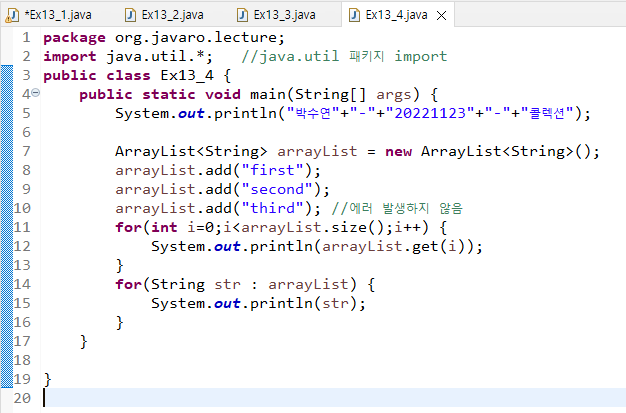 *Ex13_1.java Ex13_2.java Ex13_3.java Ex13_4.java
1 package org.javaro.lecture;
2 import java.util.*;   //java.util 패키지 import
3 public class Ex13_4 {
4     public static void main(String[] args) {
5         System.out.println("박수연"+"-"+"20221123"+"-"+"콜렉션");
6
7         ArrayList<String> arrayList = new ArrayList<String>();
8         arrayList.add("first");
9         arrayList.add("second");
10         arrayList.add("third"); //에러 발생하지 않음
11         for(int i=0;i<arrayList.size();i++) {
12             System.out.println(arrayList.get(i));
13         }
14         for(String str : arrayList) {
15             System.out.println(str);
16         }
17     }
18
19 }
20